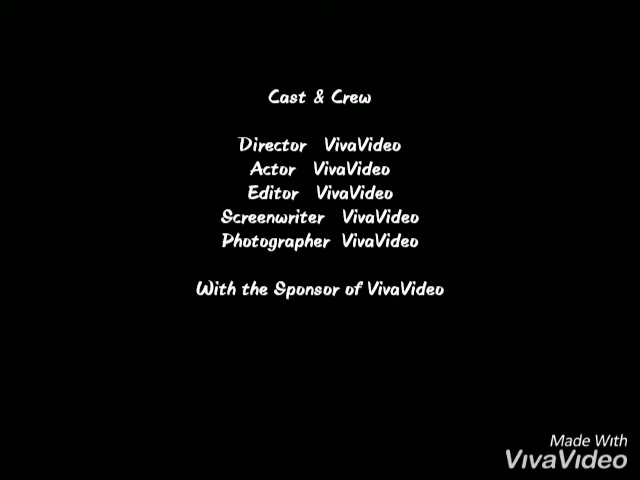 Cast & Crew
Director VivaVideo
Actor VivaVideo
Editor VivaVideo
Screenwriter VivaVideo
Photographer VivaVideo
With the Sponsor of VivaVideo
Made With
VivaVideo